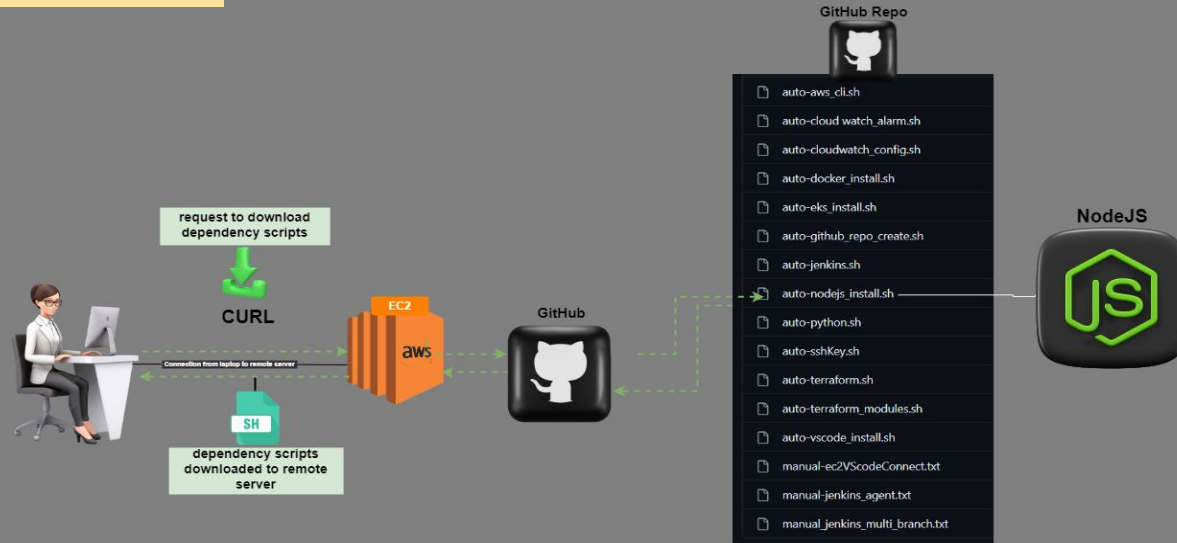 GitHub Repo
auto-aws_cli.sh
auto-cloud watch_alarm.sh
auto-cloudwatch_config.sh
auto-docker_install.sh
auto-eks_install.sh
auto-github_repo_create.sh
auto-jenkins.sh
auto-nodejs_install.sh
auto-python.sh
auto-sshKey.sh
auto-terraform.sh
auto-terraform_modules.sh
auto-vscode_install.sh
manual-ec2VScodeConnect.txt
manual-jenkins_agent.txt
manual_jenkins_multi_branch.txt
NodeJS
JS
request to download
dependency scripts
CURL
EC2
aws
GitHub
Connection from laptop to remote server
SH
dependency scripts
downloaded to remote
server